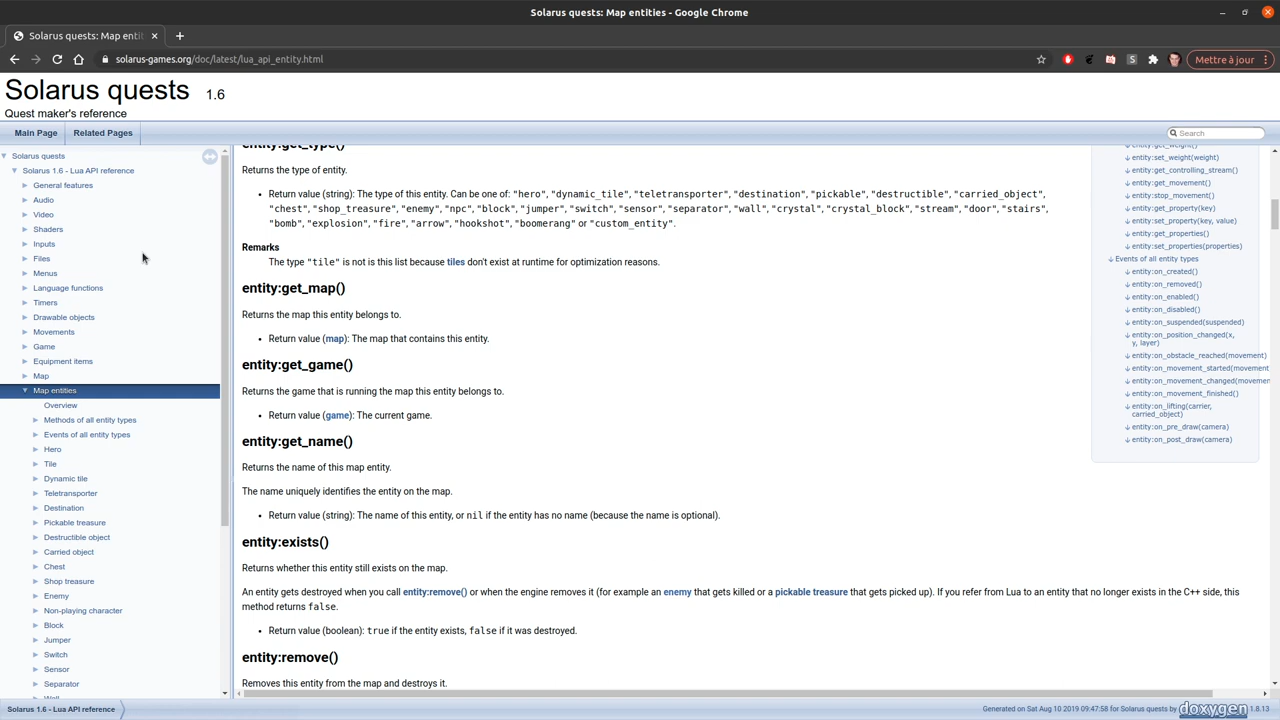 Solarus quests: Map entities - Google Chrome
Solarus quests: Map entit
solarus-games.org/doc/latest/lua_api_entity.html
Mettre à jour
Solarus quests 1.6
Quest maker's reference
Main Page
Related Pages
Search
Solarus quests
Solarus 1.6 - Lua API reference
General features
Audio
Video
Shaders
Inputs
Files
Menus
Language functions
Timers
Drawable objects
Movements
Game
Equipment items
Map
Map entities
Overview
Methods of all entity types
Events of all entity types
Hero
Tile
Dynamic tile
Teletransporter
Destination
Pickable treasure
Destructible object
Carried object
Chest
Shop treasure
Enemy
Non-playing character
Block
Jumper
Switch
Sensor
Separator
Wall
entity:get_type()
Returns the type of entity.
• Return value (string): The type of this entity. Can be one of: "hero", "dynamic_tile", "teletransporter", "destination", "pickable", "destructible", "carried_object",
"chest", "shop_treasure", "enemy", "npc", "block", "jumper", "switch", "sensor", "separator", "wall", "crystal", "crystal_block", "stream", "door", "stairs",
"bomb", "explosion", "fire", "arrow", "hookshot", "boomerang" or "custom_entity".
Remarks
The type "tile" is not is this list because tiles don't exist at runtime for optimization reasons.
entity:get_map()
Returns the map this entity belongs to.
• Return value (map): The map that contains this entity.
entity:get_game()
Returns the game that is running the map this entity belongs to.
• Return value (game): The current game.
entity:get_name()
Returns the name of this map entity.
The name uniquely identifies the entity on the map.
• Return value (string): The name of this entity, or nil if the entity has no name (because the name is optional).
entity:exists()
Returns whether this entity still exists on the map.
An entity gets destroyed when you call entity:remove() or when the engine removes it (for example an enemy that gets killed or a pickable treasure that gets picked up). If you refer from Lua to an entity that no longer exists in the C++ side, this
method returns false.
• Return value (boolean): true if the entity exists, false if it was destroyed.
entity:remove()
Removes this entity from the map and destroys it.
entity:get_weight()
entity:set_weight(weight)
entity:get_controlling_stream()
entity:get_movement()
entity:stop_movement()
entity:get_property(key)
entity:set_property(key, value)
entity:get_properties()
entity:set_properties(properties)
Events of all entity types
entity:on_created()
entity:on_removed()
entity:on_enabled()
entity:on_disabled()
entity:on_suspended(suspended)
entity:on_position_changed(x,
y, layer)
entity:on_obstacle_reached(movement)
entity:on_movement_started(movement
entity:on_movement_changed(movemen
entity:on_movement_finished()
entity:on_lifting(carrier,
carried_object)
entity:on_pre_draw(camera)
entity:on_post_draw(camera)
Solarus 1.6 - Lua API reference
Generated on Sat Aug 10 2019 09:47:58 for Solarus quests by doxygen 1.8.13